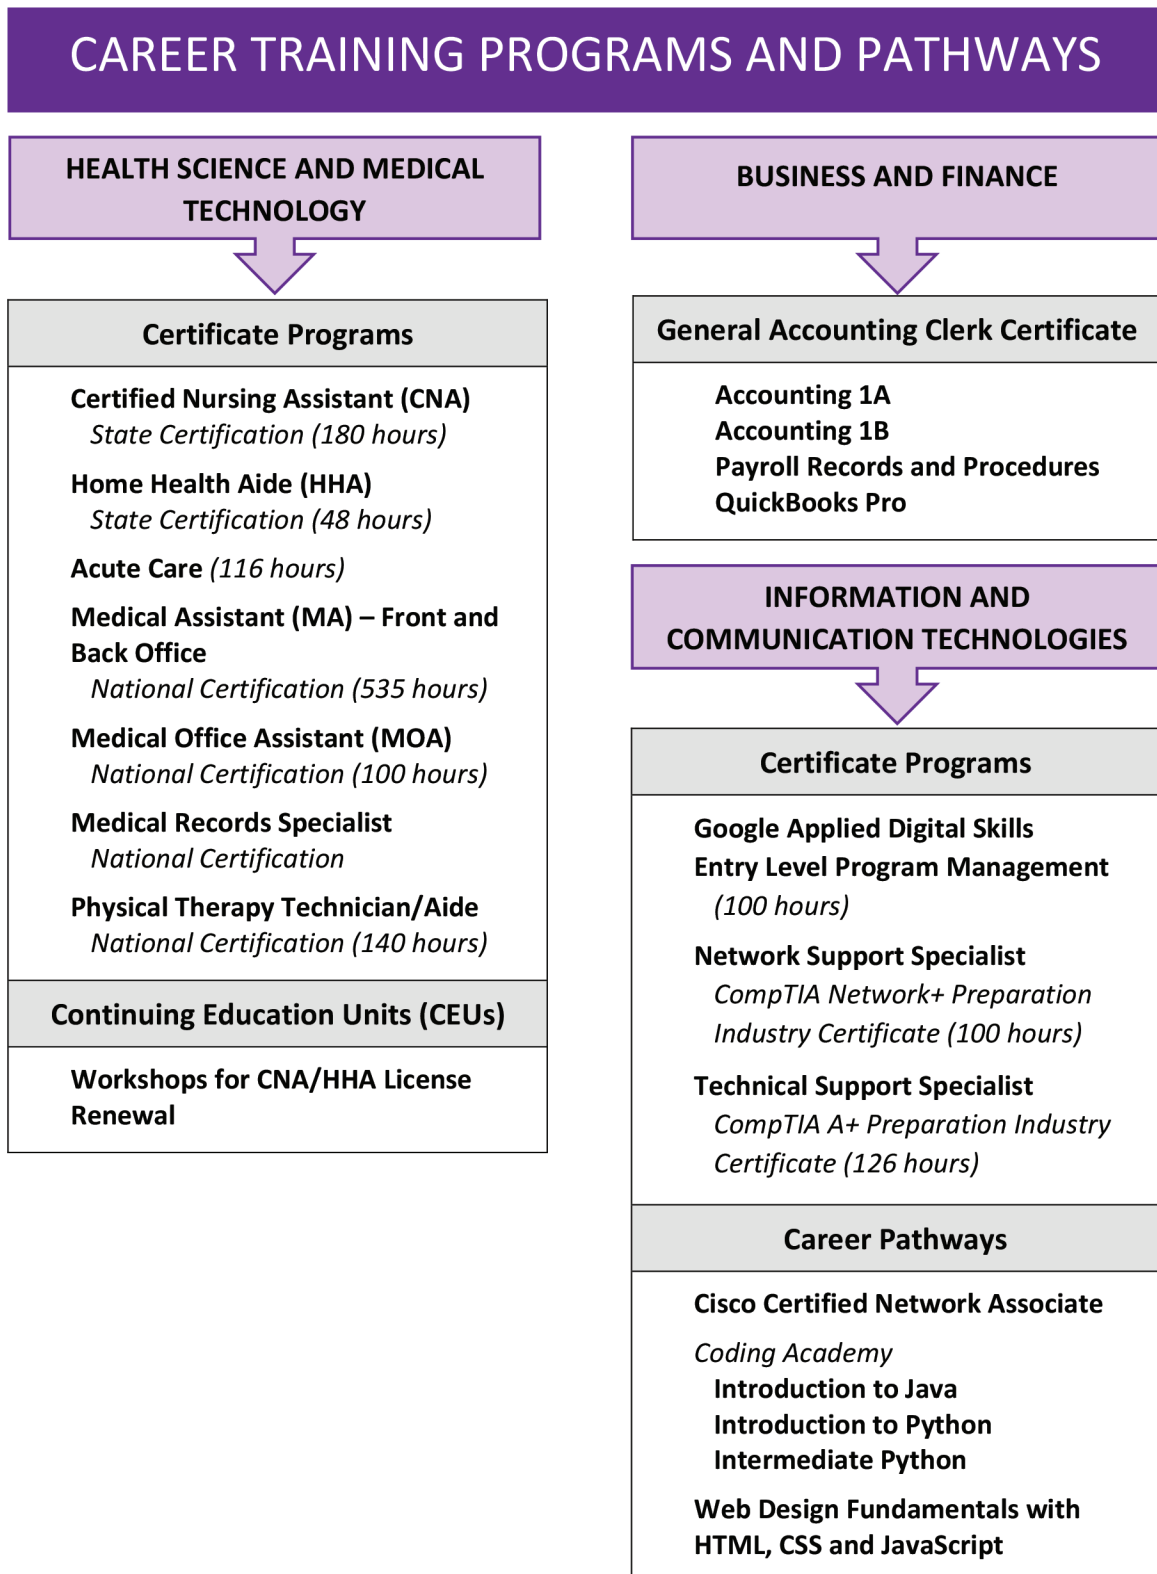 CAREER TRAINING PROGRAMS AND PATHWAYS
HEALTH SCIENCE AND MEDICAL
TECHNOLOGY
Certificate Programs
Certified Nursing Assistant (CNA)
State Certification (180 hours)
Home Health Aide (HHA)
State Certification (48 hours)
Acute Care (116 hours)
Medical Assistant (MA) – Front and
Back Office
National Certification (535 hours)
Medical Office Assistant (MOA)
National Certification (100 hours)
Medical Records Specialist
National Certification
Physical Therapy Technician/Aide
National Certification (140 hours)
Continuing Education Units (CEUs)
Workshops for CNA/HHA License
Renewal
BUSINESS AND FINANCE
General Accounting Clerk Certificate
Accounting 1A
Accounting 1B
Payroll Records and Procedures
QuickBooks Pro
INFORMATION AND
COMMUNICATION TECHNOLOGIES
Certificate Programs
Google Applied Digital Skills
Entry Level Program Management
(100 hours)
Network Support Specialist
CompTIA Network+ Preparation
Industry Certificate (100 hours)
Technical Support Specialist
CompTIA A+ Preparation Industry
Certificate (126 hours)
Career Pathways
Cisco Certified Network Associate
Coding Academy
Introduction to Java
Introduction to Python
Intermediate Python
Web Design Fundamentals with
HTML, CSS and JavaScript